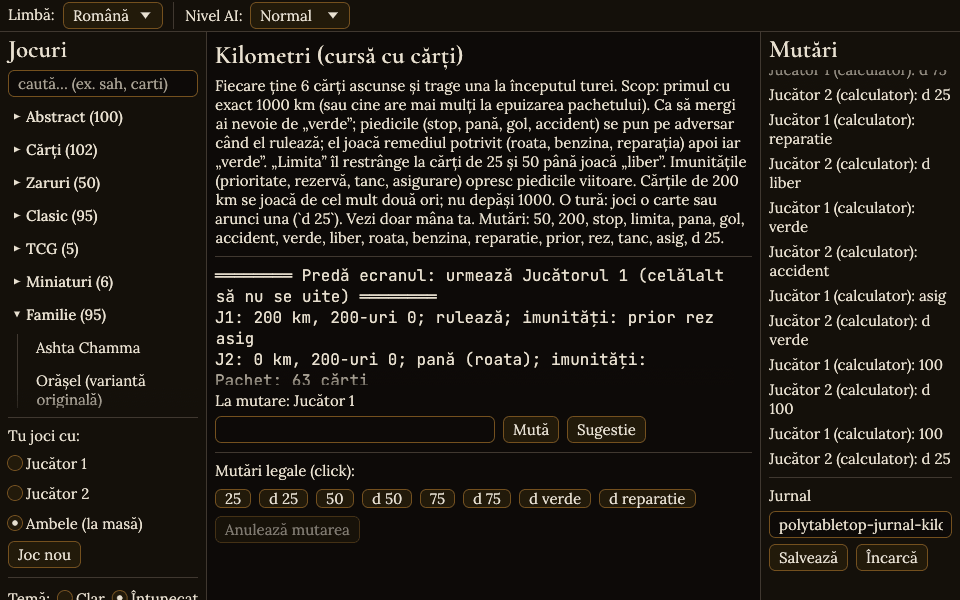 Limbă:
Română
Nivel AI:
Normal
Jocuri
caută... (ex. sah, carti)
Abstract (100)
Cărți (102)
Zaruri (50)
Clasic (95)
TCG (5)
Miniaturi (6)
Familie (95)
Ashta Chamma
Orășel (variantă
originală)
Tu joci cu:
Jucător 1
Jucător 2
Ambele (la masă)
Joc nou
Temă: Clar Întunecat
Kilometri (cursă cu cărți)
Fiecare ține 6 cărți ascunse și trage una la începutul turei. Scop: primul cu
exact 1000 km (sau cine are mai mulți la epuizarea pachetului). Ca să mergi
ai nevoie de „verde”; piedicile (stop, pană, gol, accident) se pun pe adversar
când el rulează; el joacă remediul potrivit (roata, benzina, reparația) apoi iar
„verde”. „Limita” îl restrânge la cărți de 25 și 50 până joacă „liber”. Imunitățile
(prioritate, rezervă, tanc, asigurare) opresc piedicile viitoare. Cărțile de 200
km se joacă de cel mult două ori; nu depăși 1000. O tură: joci o carte sau
arunci una (`d 25`). Vezi doar mâna ta. Mutări: 50, 200, stop, limita, pana, gol,
accident, verde, liber, roata, benzina, reparatie, prior, rez, tanc, asig, d 25.
════════ Predă ecranul: urmează Jucătorul 1 (celălalt
să nu se uite) ════════
J1: 200 km, 200-uri 0; rulează; imunități: prior rez
asig
J2: 0 km, 200-uri 0; pană (roata); imunități:
Pachet: 63 cărți
La mutare: Jucător 1
Mută
Sugestie
Mutări legale (click):
25
d 25
50
d 50
75
d 75
d verde
d reparatie
Anulează mutarea
Mutări
Jucător 1 (calculator): d 75
Jucător 2 (calculator): d 25
Jucător 1 (calculator):
reparatie
Jucător 2 (calculator): d
liber
Jucător 1 (calculator):
verde
Jucător 2 (calculator):
accident
Jucător 1 (calculator): asig
Jucător 2 (calculator): d
verde
Jucător 1 (calculator): 100
Jucător 2 (calculator): d
100
Jucător 1 (calculator): 100
Jucător 2 (calculator): d 25
Jurnal
polytabletop-jurnal-kilo
Salvează
Încarcă